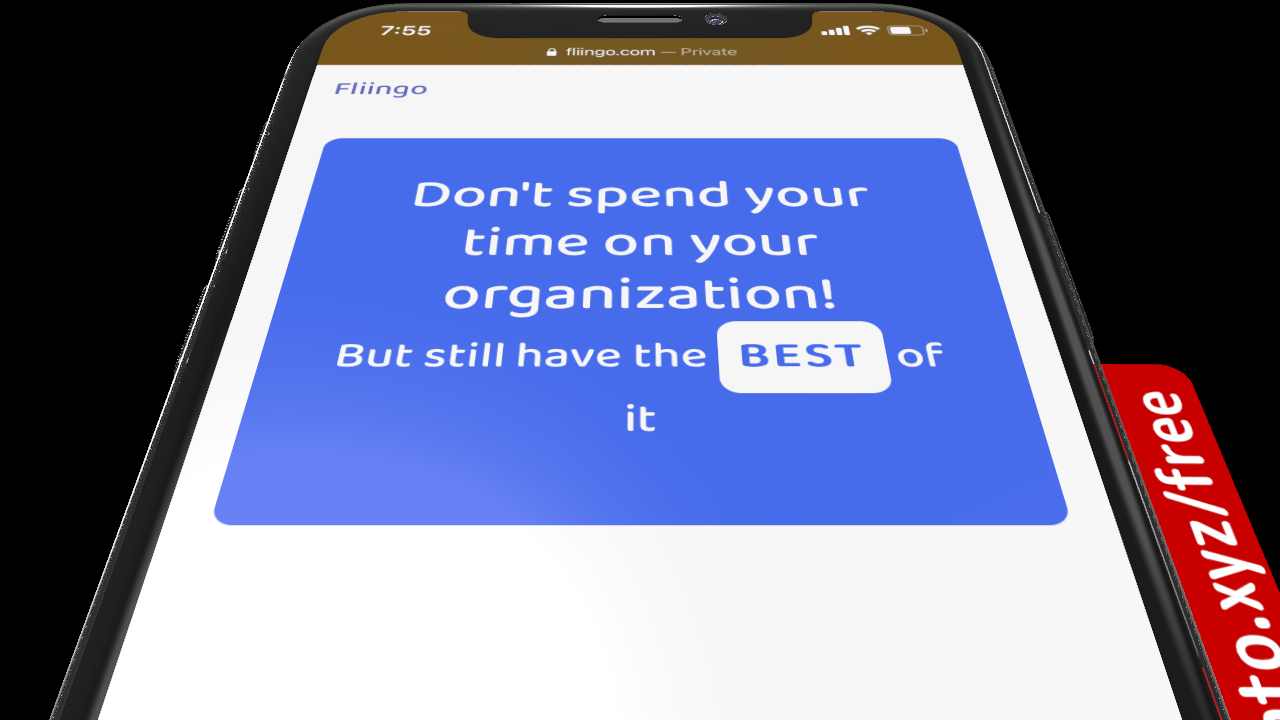 7:55
fliingo.com — Private
Fliingo
Don't spend your
time on your
organization!
But still have the BEST of
it
to.xyz/free